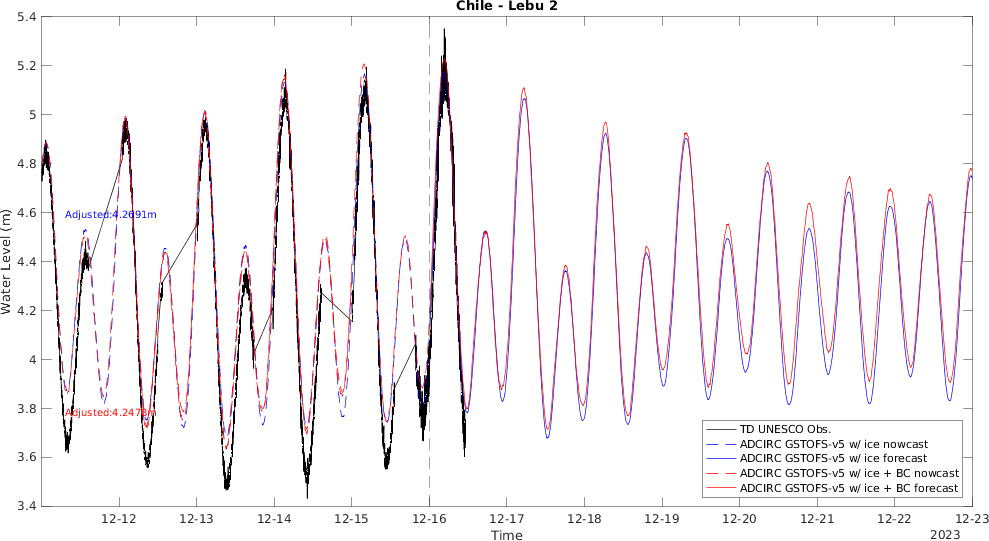 Chile - Lebu 2
Water Level (m)
5.4
5.2
5
4.8
4.6
4.4
4.2
4
3.8
3.6
3.4
Adjusted:4.2691m
Adjusted:4.2473m
TD UNESCO Obs.
ADCIRC GSTOFS-v5 w/ ice nowcast
ADCIRC GSTOFS-v5 w/ ice forecast
ADCIRC GSTOFS-v5 w/ ice + BC nowcast
ADCIRC GSTOFS-v5 w/ ice + BC forecast
12-12 12-13 12-14 12-15 12-16 12-17 12-18 12-19 12-20 12-21 12-22 12-23
Time
2023